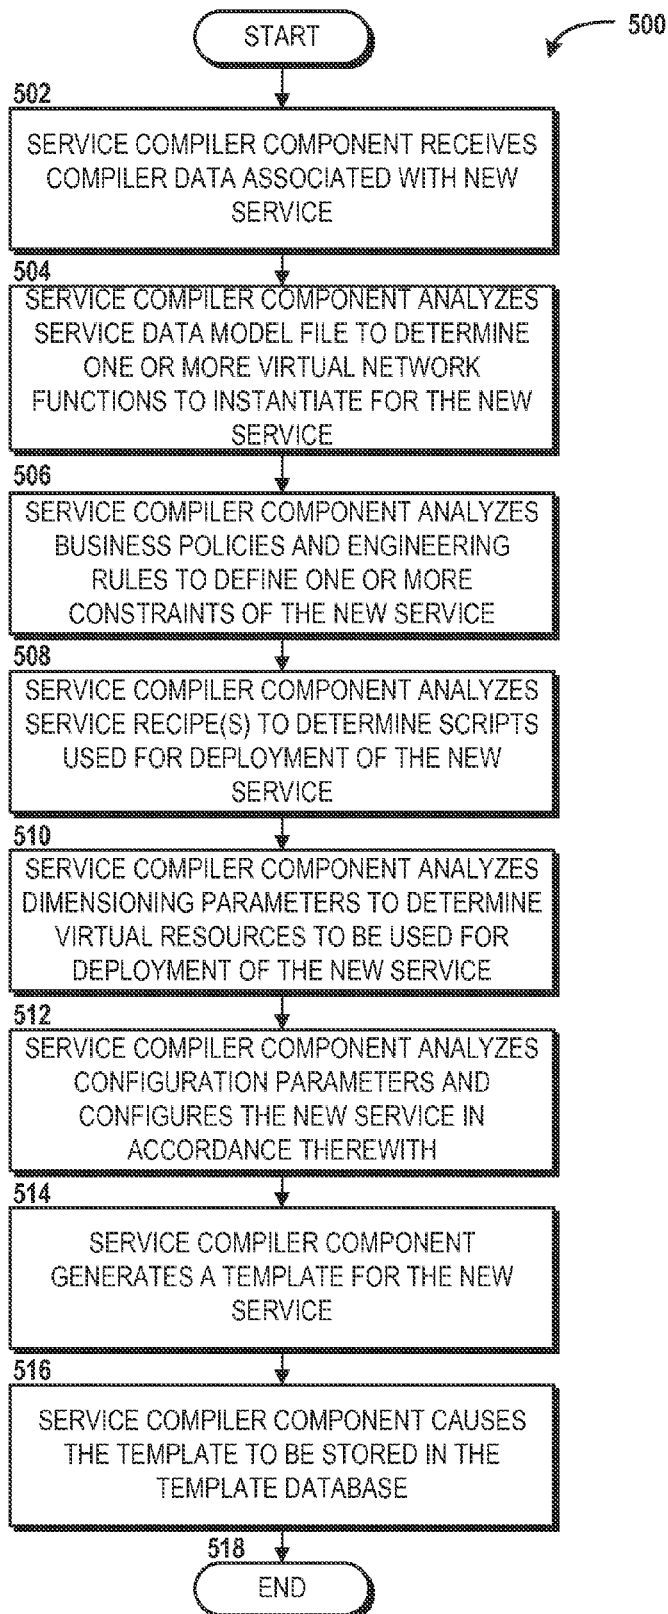 START
500
502
SERVICE COMPILER COMPONENT RECEIVES
COMPILER DATA ASSOCIATED WITH NEW
SERVICE
504
SERVICE COMPILER COMPONENT ANALYZES
SERVICE DATA MODEL FILE TO DETERMINE
ONE OR MORE VIRTUAL NETWORK
FUNCTIONS TO INSTANTIATE FOR THE NEW
SERVICE
506
SERVICE COMPILER COMPONENT ANALYZES
BUSINESS POLICIES AND ENGINEERING
RULES TO DEFINE ONE OR MORE
CONSTRAINTS OF THE NEW SERVICE
508
SERVICE COMPILER COMPONENT ANALYZES
SERVICE RECIPE(S) TO DETERMINE SCRIPTS
USED FOR DEPLOYMENT OF THE NEW
SERVICE
510
SERVICE COMPILER COMPONENT ANALYZES
DIMENSIONING PARAMETERS TO DETERMINE
VIRTUAL RESOURCES TO BE USED FOR
DEPLOYMENT OF THE NEW SERVICE
512
SERVICE COMPILER COMPONENT ANALYZES
CONFIGURATION PARAMETERS AND
CONFIGURES THE NEW SERVICE IN
ACCORDANCE THEREWITH
514
SERVICE COMPILER COMPONENT
GENERATES A TEMPLATE FOR THE NEW
SERVICE
516
SERVICE COMPILER COMPONENT CAUSES
THE TEMPLATE TO BE STORED IN THE
TEMPLATE DATABASE
518
END